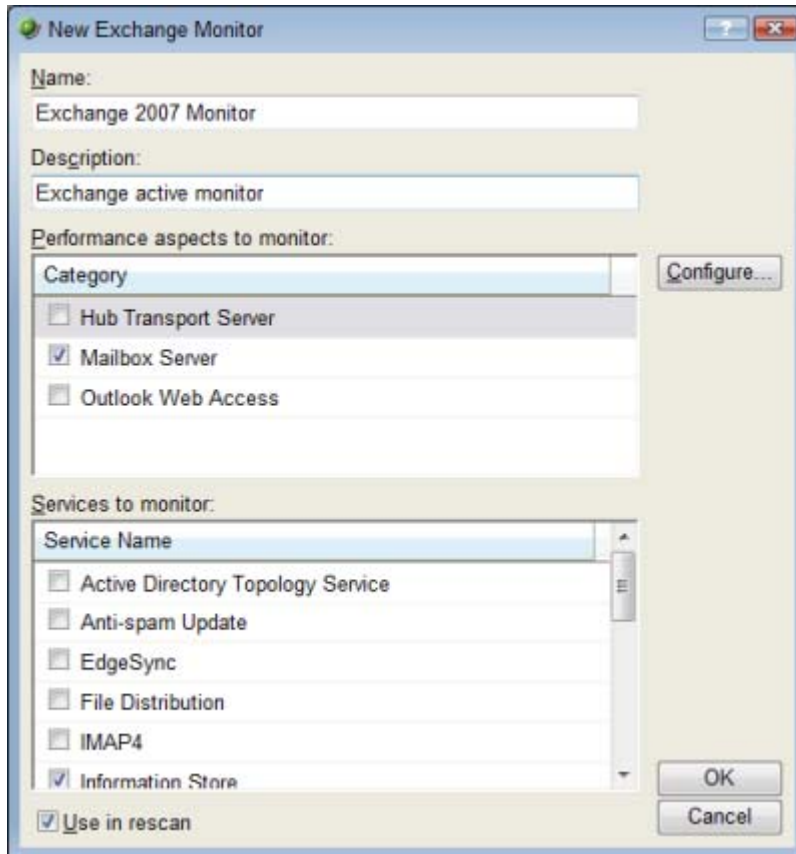 New Exchange Monitor
Name:
Exchange 2007 Monitor
Description:
Exchange active monitor
Performance aspects to monitor:
Category
Configure...
Hub Transport Server
Mailbox Server
Outlook Web Access
Services to monitor:
Service Name
Active Directory Topology Service
Anti-spam Update
EdgeSync
File Distribution
IMAP4
Information Store
OK
Use in rescan
Cancel